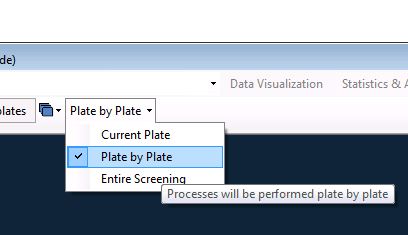 de)
Data Visualization Statistics & A
lates Plate by Plate
Current Plate
Plate by Plate
Entire Screening
Processes will be performed plate by plate